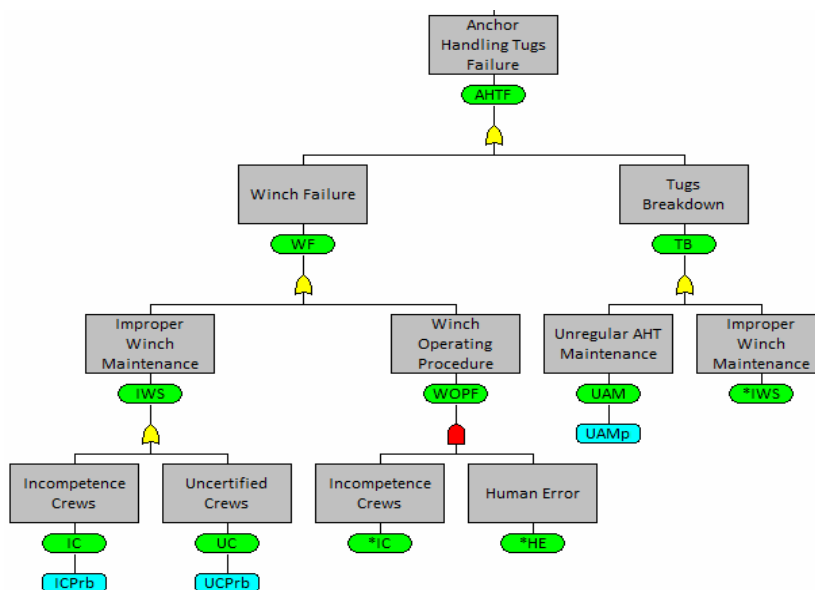 Anchor
Handling Tugs
Failure
AHTF
Winch Failure
Tugs
Breakdown
WF
TB
Improper
Winch
Maintenance
Winch
Operating
Procedure
Unregular AHT
Maintenance
Improper
Winch
Maintenance
IWS
WOPF
UAM
*IWS
UAMp
Incompetence
Crews
Uncertified
Crews
Incompetence
Crews
Human Error
IC
UC
*IC
*HE
ICPrb
UCPrb